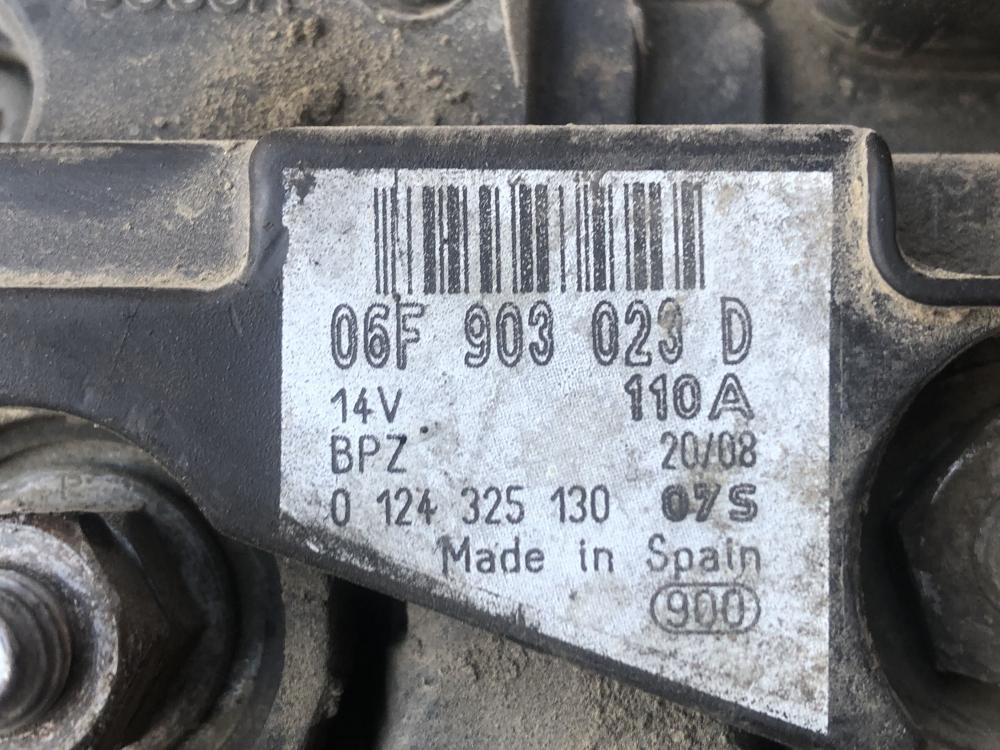 06F 903 023 D
14V 110A
BPZ 20/08
0 124 325 130 07S
Made in Spain
900